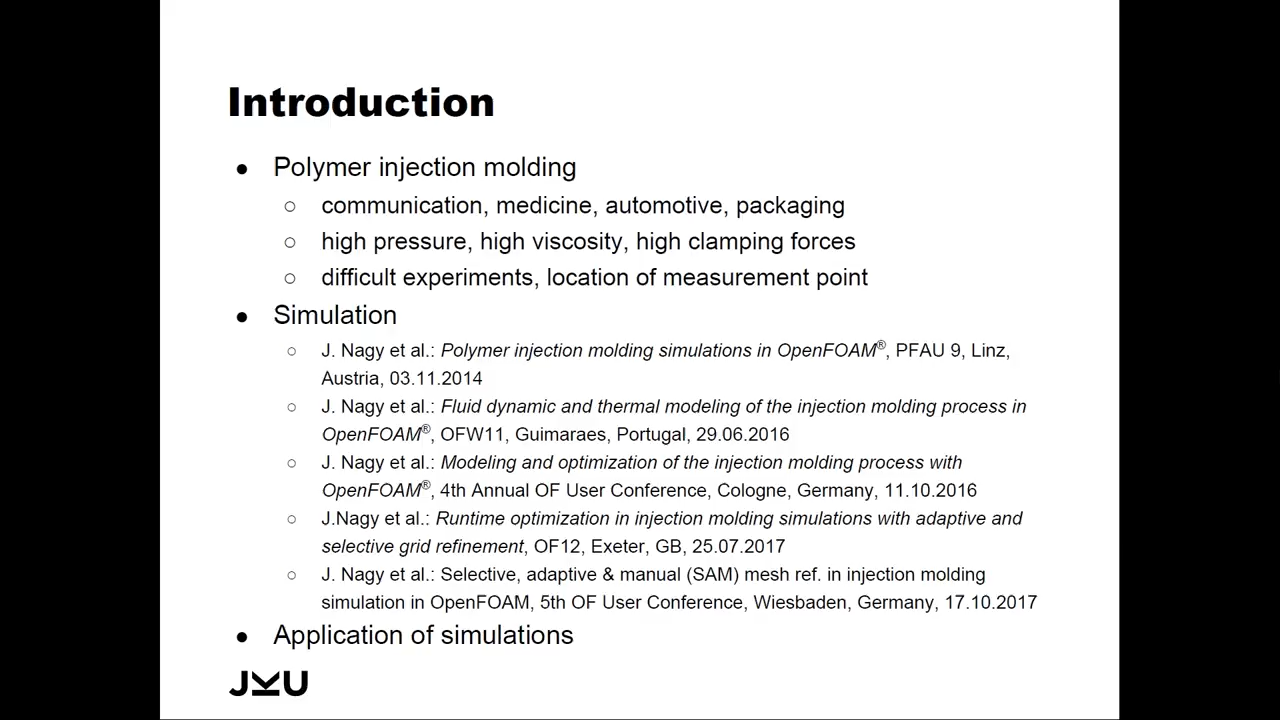 Introduction
● Polymer injection molding
○ communication, medicine, automotive, packaging
○ high pressure, high viscosity, high clamping forces
○ difficult experiments, location of measurement point
● Simulation
○ J. Nagy et al.: Polymer injection molding simulations in OpenFOAM®, PFAU 9, Linz,
Austria, 03.11.2014
○ J. Nagy et al.: Fluid dynamic and thermal modeling of the injection molding process in
OpenFOAM®, OFW11, Guimaraes, Portugal, 29.06.2016
○ J. Nagy et al.: Modeling and optimization of the injection molding process with
OpenFOAM®, 4th Annual OF User Conference, Cologne, Germany, 11.10.2016
○ J.Nagy et al.: Runtime optimization in injection molding simulations with adaptive and
selective grid refinement, OF12, Exeter, GB, 25.07.2017
○ J. Nagy et al.: Selective, adaptive & manual (SAM) mesh ref. in injection molding
simulation in OpenFOAM, 5th OF User Conference, Wiesbaden, Germany, 17.10.2017
● Application of simulations
JKU